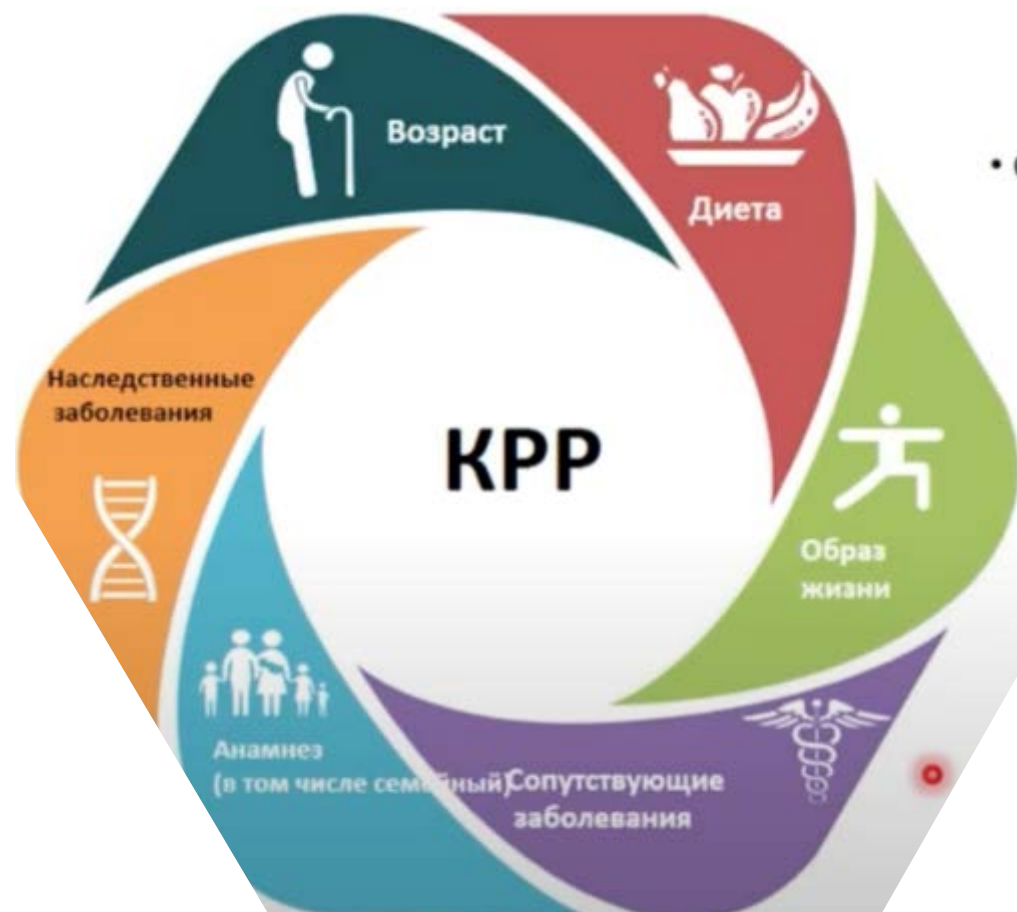 Возраст
Диета
Наследственные
заболевания
КРР
Образ
жизни
Анамнез
(в том числе семейный)
Сопутствующие
заболевания